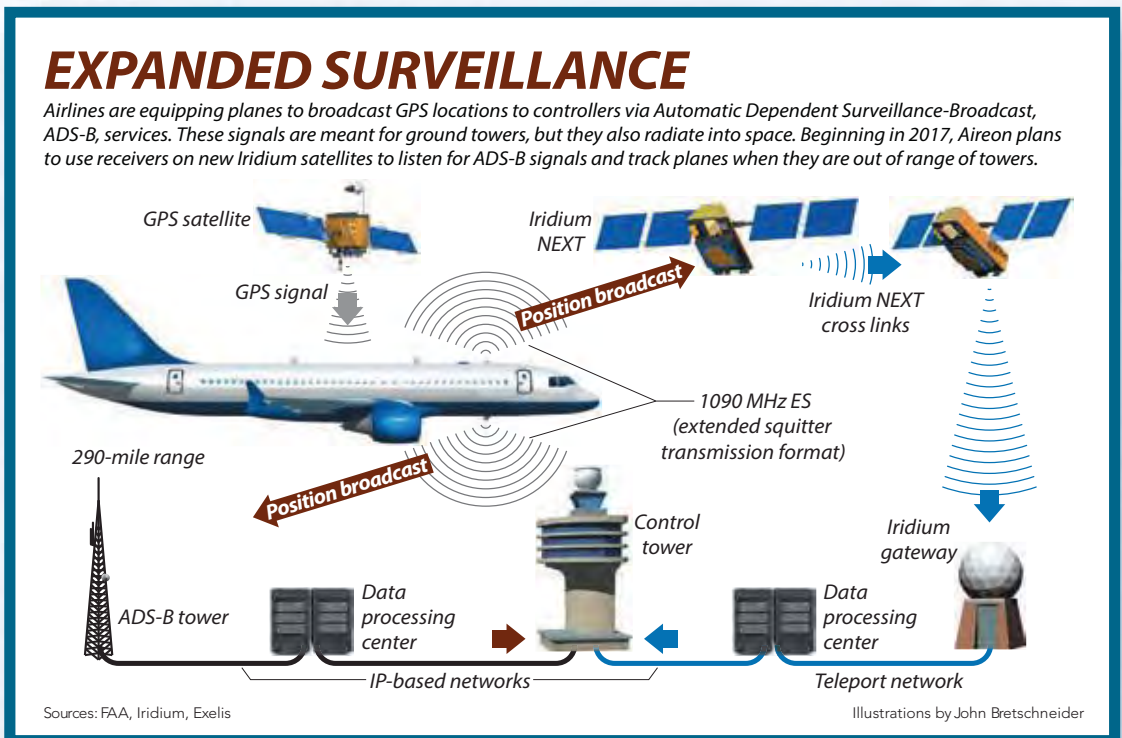 EXPANDED SURVEILLANCE
Airlines are equipping planes to broadcast GPS locations to controllers via Automatic Dependent Surveillance-Broadcast,
ADS-B, services. These signals are meant for ground towers, but they also radiate into space. Beginning in 2017, Aireon plans
to use receivers on new Iridium satellites to listen for ADS-B signals and track planes when they are out of range of towers.
GPS satellite
Iridium
NEXT
GPS signal
Position broadcast
Iridium NEXT
cross links
1090 MHz ES
(extended squitter
transmission format)
290-mile range
Position broadcast
Control
tower
Iridium
gateway
ADS-B tower
Data
processing
center
Data
processing
center
IP-based networks
Teleport network
Sources: FAA, Iridium, Exelis
Illustrations by John Bretschneider